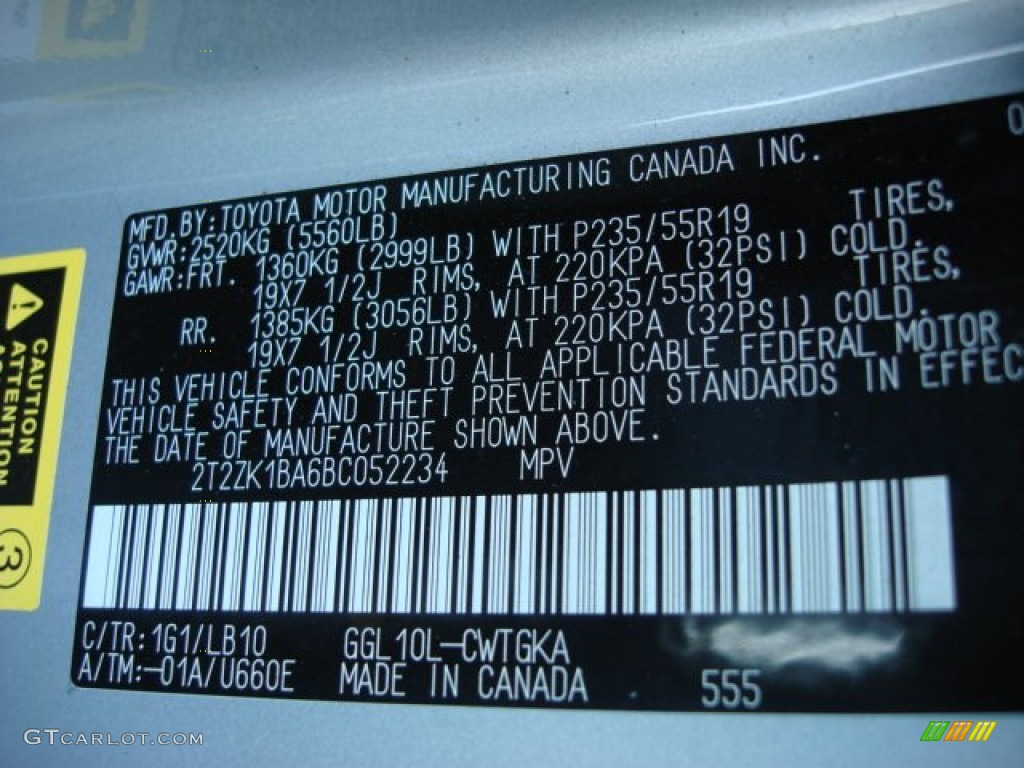 MFD.BY:TOYOTA MOTOR MANUFACTURING CANADA INC. 0
GVWR:2520KG (5560LB)
GAWR:FRT. 1360KG (2999LB) WITH P235/55R19 TIRES,
19X7 1/2J RIMS, AT 220KPA (32PSI) COLD.
RR. 1385KG (3056LB) WITH P235/55R19 TIRES,
19X7 1/2J RIMS, AT 220KPA (32PSI) COLD.
THIS VEHICLE CONFORMS TO ALL APPLICABLE FEDERAL MOTOR
VEHICLE SAFETY AND THEFT PREVENTION STANDARDS IN EFFEC
THE DATE OF MANUFACTURE SHOWN ABOVE.
2T2ZK1BA6BC052234 MPV
C/TR:1G1/LB10 GGL10L-CWTGKA
A/TM:-01A/U660E MADE IN CANADA 555
CAUTION
ATTENTION
3
GTCARLOT.COM